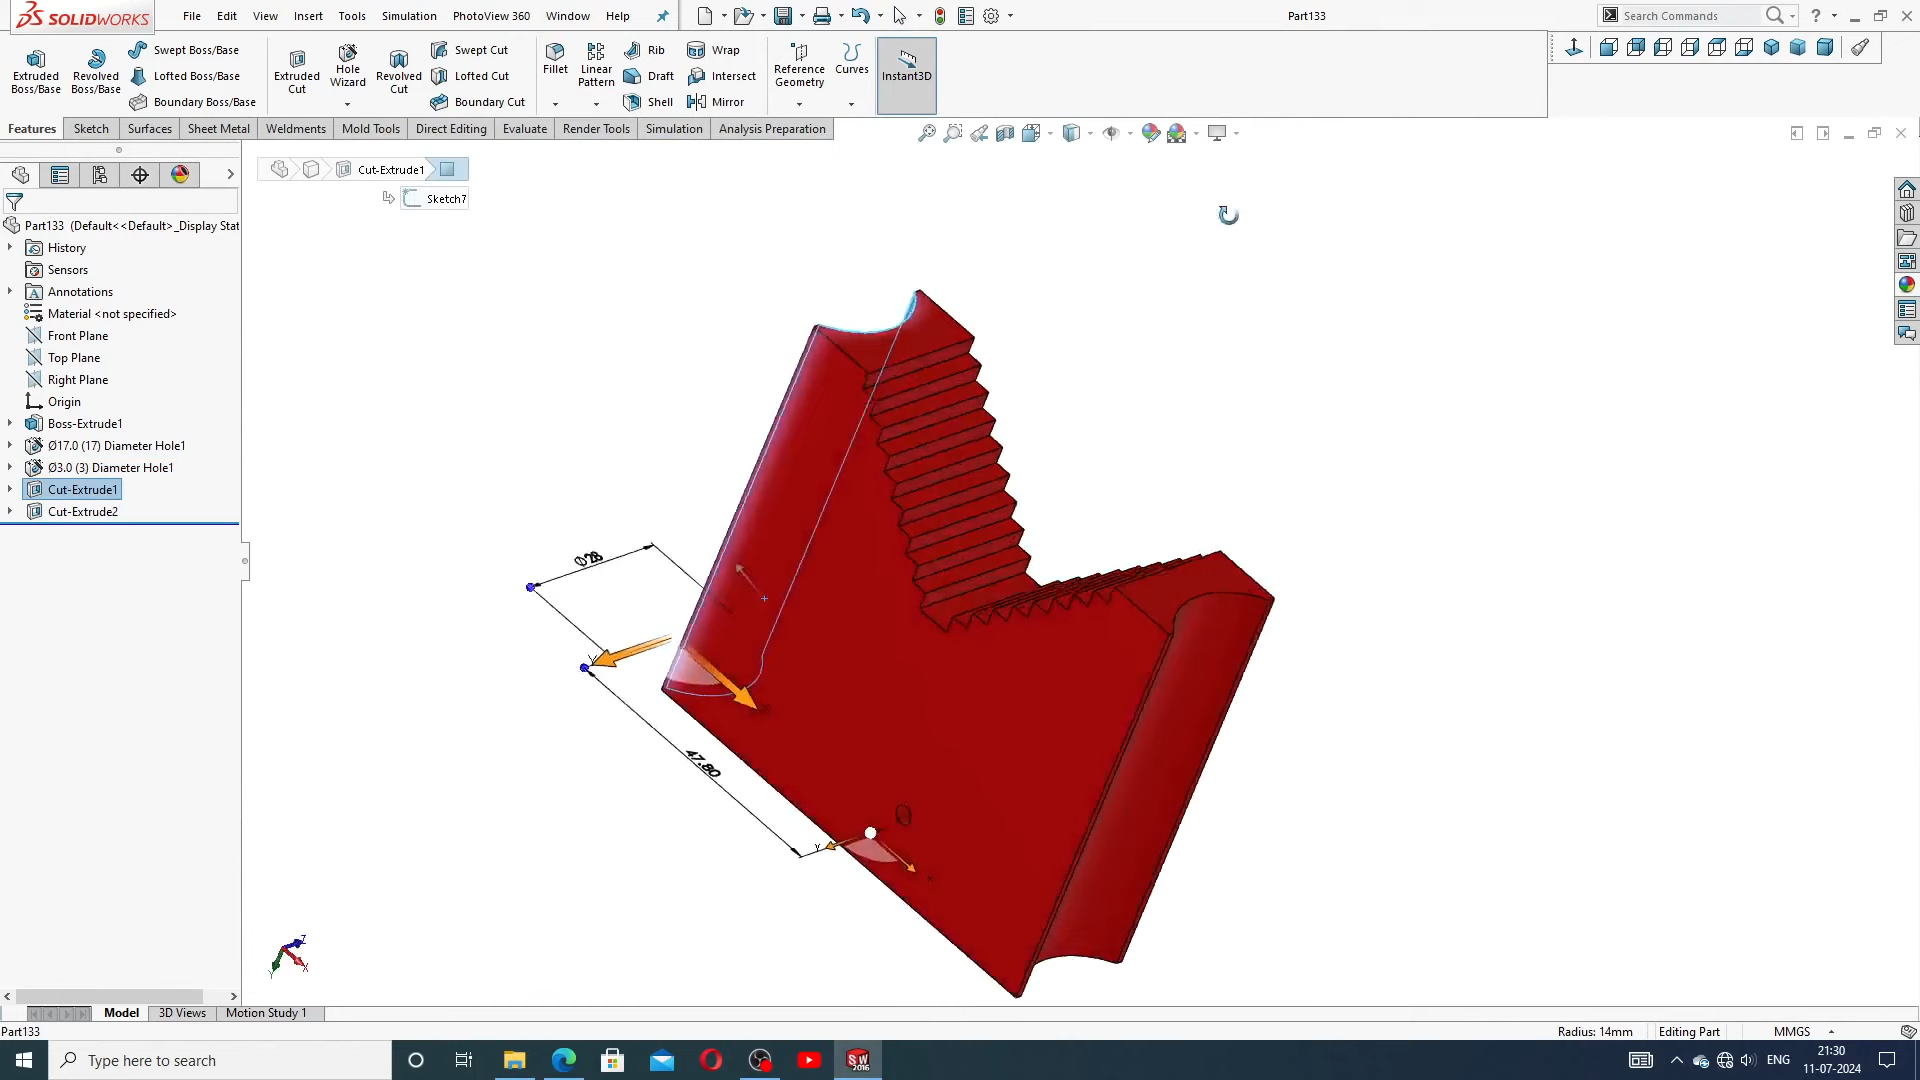 SOLIDWORKS File Edit View Insert Tools Simulation PhotoView 360 Window Help Part133 Search Commands
Extruded Boss/Base Revolved Boss/Base Swept Boss/Base Lofted Boss/Base Boundary Boss/Base Extruded Cut Hole Wizard Revolved Cut Swept Cut Lofted Cut Boundary Cut Fillet Linear Pattern Rib Draft Shell Wrap Intersect Mirror Reference Geometry Curves Instant3D
Features Sketch Surfaces Sheet Metal Weldments Mold Tools Direct Editing Evaluate Render Tools Simulation Analysis Preparation
Cut-Extrude1
Sketch7
Part133 (Default<<Default>_Display Stat
History
Sensors
Annotations
Material <not specified>
Front Plane
Top Plane
Right Plane
Origin
Boss-Extrude1
Ø17.0 (17) Diameter Hole1
Ø3.0 (3) Diameter Hole1
Cut-Extrude1
Cut-Extrude2
Ø28
Y
47.80
Y
Z
X
Y
Model 3D Views Motion Study 1
Part133 Radius: 14mm Editing Part MMGS
Type here to search SW 2016 ENG 21:30
11-07-2024